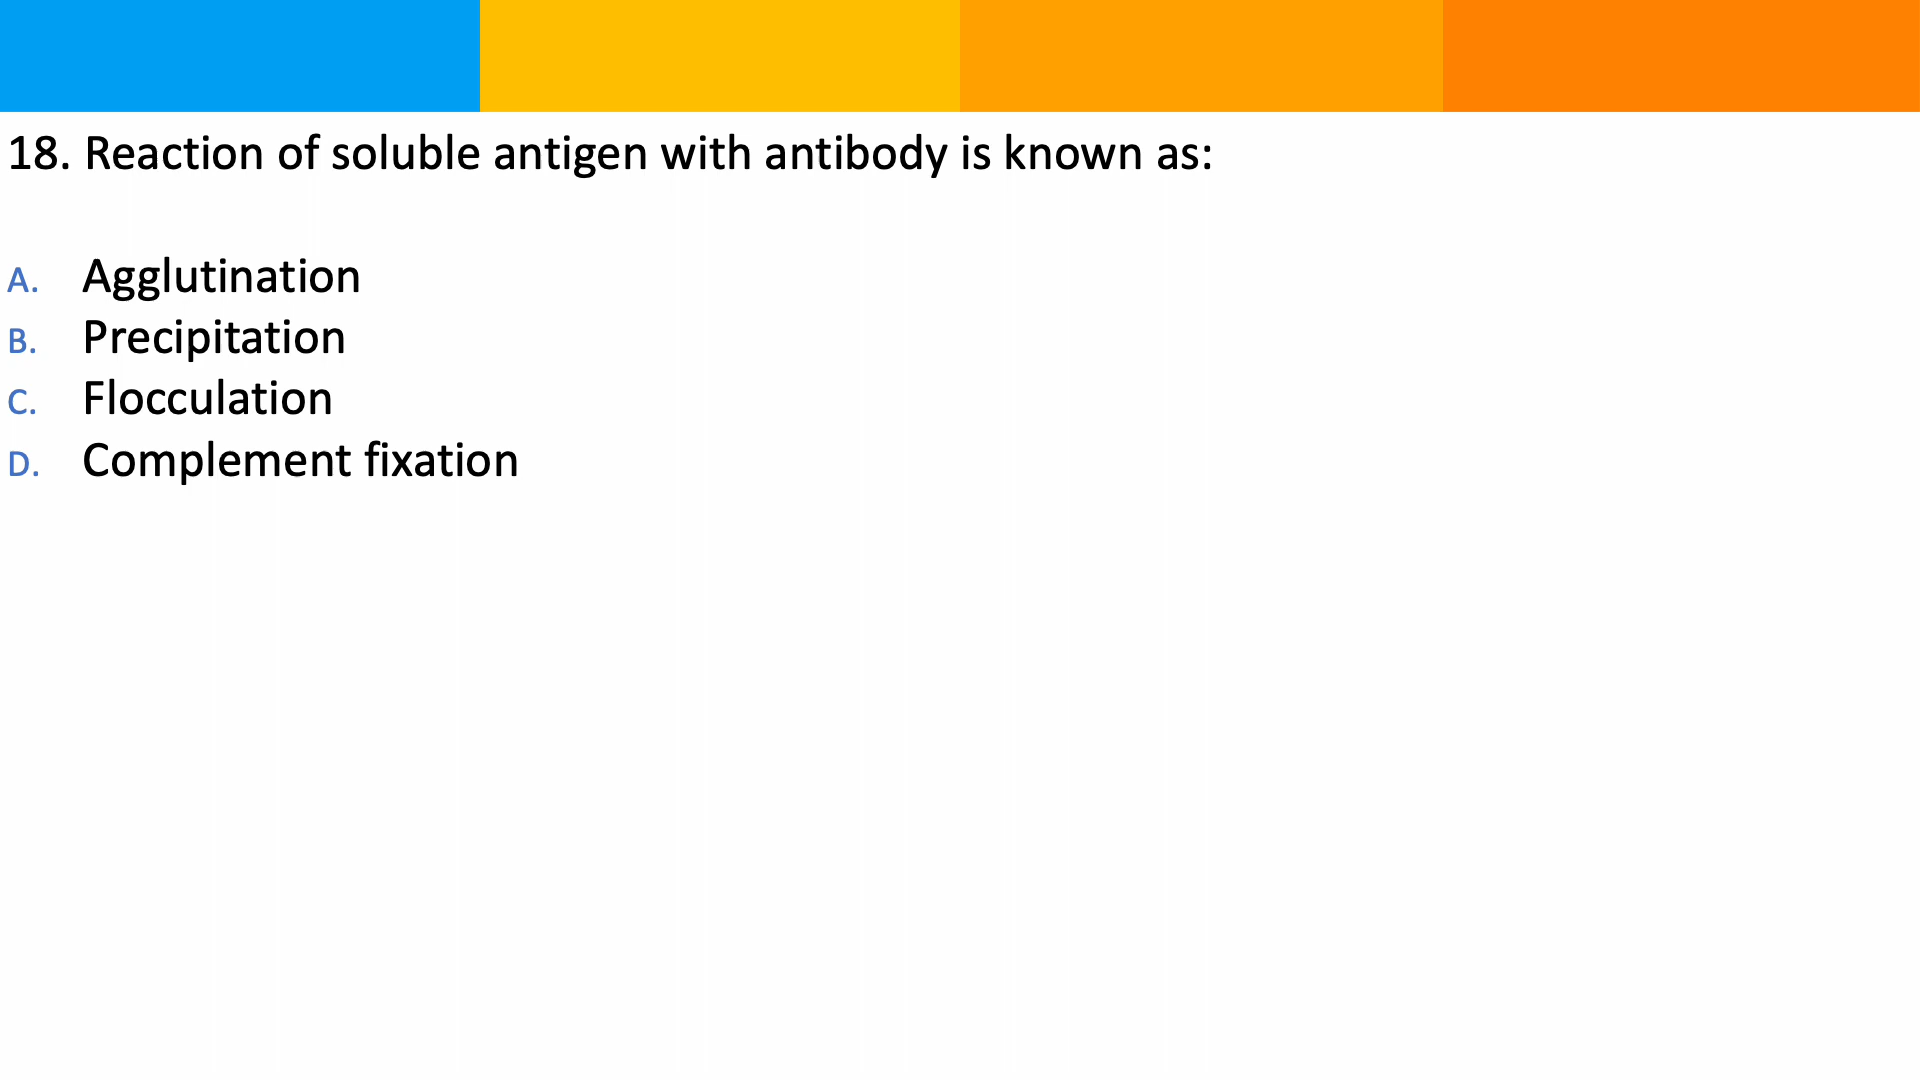 18. Reaction of soluble antigen with antibody is known as:
A. Agglutination
B. Precipitation
C. Flocculation
D. Complement fixation